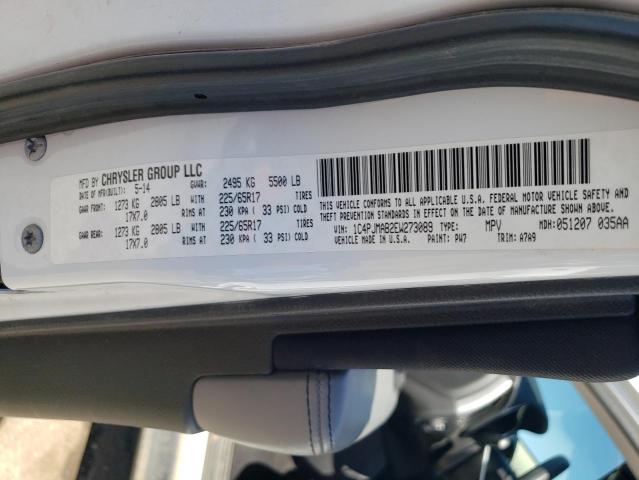 MFD BY CHRYSLER GROUP LLC
DATE OF MFR(BUILT): 5-14 GVWR: 2495 KG 5500 LB
GAWR FRONT: 1273 KG 2805 LB WITH 225/65R17 TIRES
17X7.0 RIMS AT 230 KPA ( 33 PSI) COLD
GAWR REAR: 1273 KG 2805 LB WITH 225/65R17 TIRES
17X7.0 RIMS AT 230 KPA ( 33 PSI) COLD
THIS VEHICLE CONFORMS TO ALL APPLICABLE U.S.A. FEDERAL MOTOR VEHICLE SAFETY AND
THEFT PREVENTION STANDARDS IN EFFECT ON THE DATE OF MANUFACTURE SHOWN ABOVE.
VIN: 1C4PJMAB2EW273089 TYPE: MPV MDH: 051207 035AA
VEHICLE MADE IN U.S.A. PAINT: PW7 TRIM: A7A9